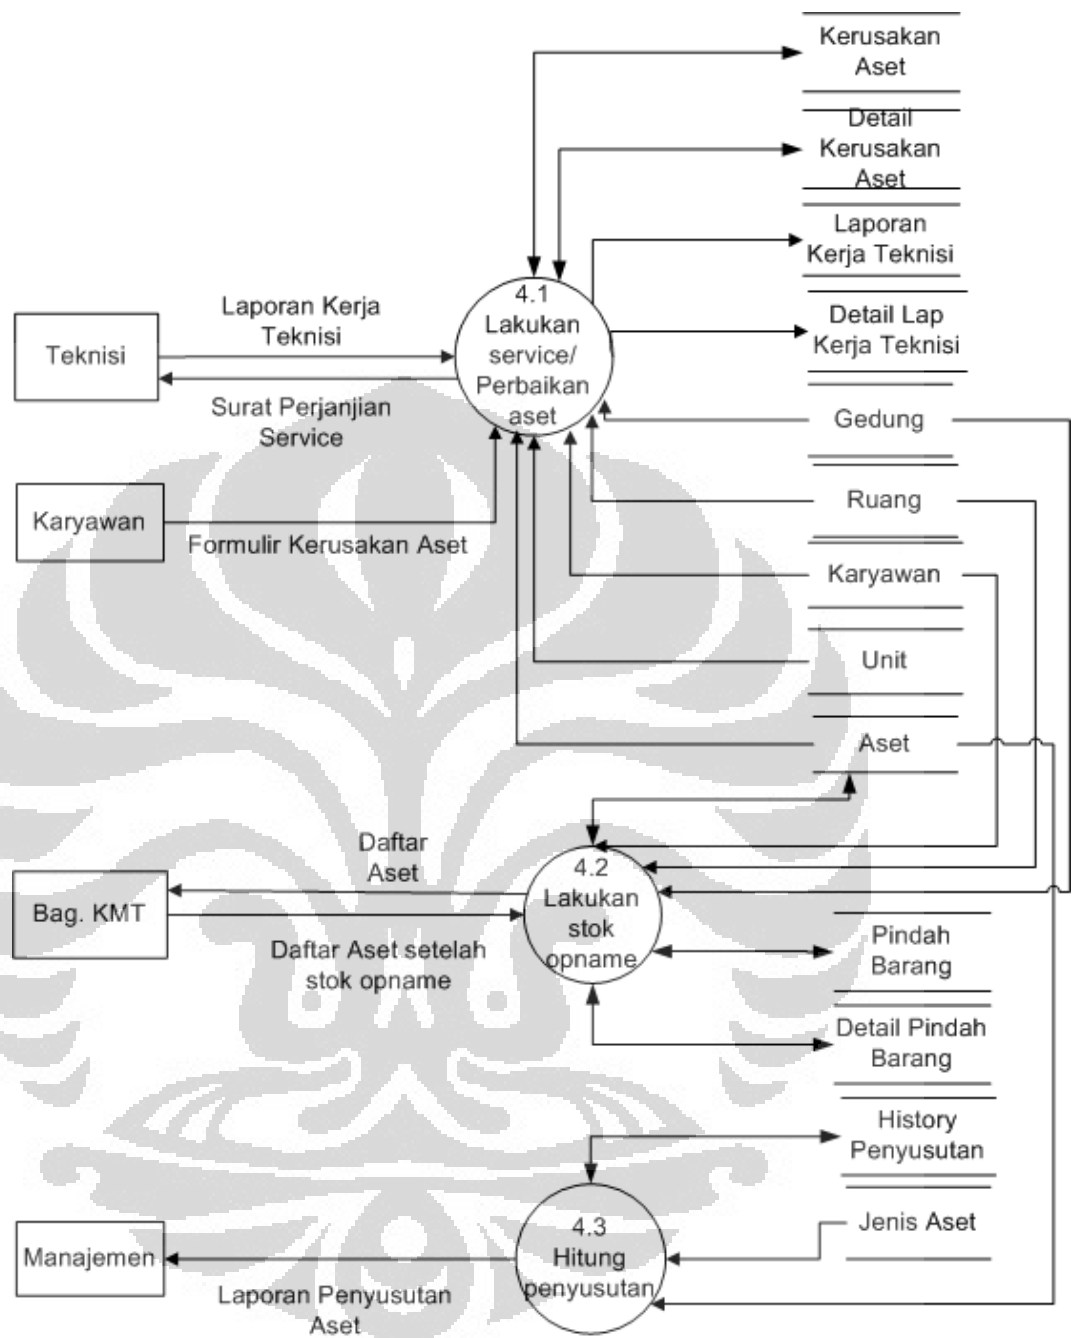 Kerusakan
Aset
Detail
Kerusakan
Aset
Laporan
Kerja Teknisi
Detail Lap
Kerja Teknisi
4.1
Lakukan
service/
Perbaikan
aset
Laporan Kerja
Teknisi
Teknisi
Surat Perjanjian
Service
Gedung
Karyawan
Formulir Kerusakan Aset
Ruang
Karyawan
Unit
Aset
Daftar
Aset
4.2
Lakukan
stok
opname
Bag. KMT
Daftar Aset setelah
stok opname
Pindah
Barang
Detail Pindah
Barang
History
Penyusutan
4.3
Hitung
penyusutan
Jenis Aset
Manajemen
Laporan Penyusutan
Aset